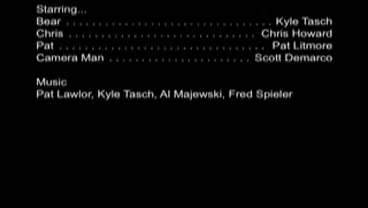 Starring...
Bear . . . . . . . . . . . . . . . . . . . . . . . . . . . . . . . Kyle Tasch
Chris . . . . . . . . . . . . . . . . . . . . . . . . . . . . Chris Howard
Pat . . . . . . . . . . . . . . . . . . . . . . . . . . . . . . . Pat Litmore
Camera Man . . . . . . . . . . . . . . . . . . . . . Scott Demarco
Music
Pat Lawlor, Kyle Tasch, Al Majewski, Fred Spieler